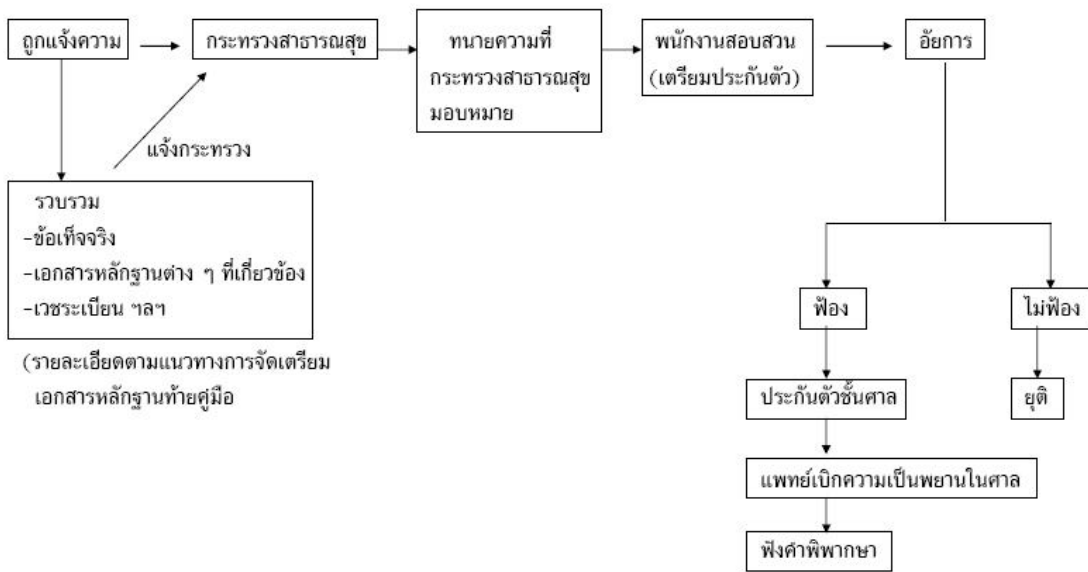 ถูกแจ้งความ
กระทรวงสาธารณสุข
ทนายความที่
กระทรวงสาธารณสุข
มอบหมาย
พนักงานสอบสวน
(เตรียมประกันตัว)
อัยการ
แจ้งกระทรวง
รวบรวม
-ข้อเท็จจริง
-เอกสารหลักฐานต่าง ๆ ที่เกี่ยวข้อง
-เวชระเบียน ฯลฯ
(รายละเอียดตามแนวทางการจัดเตรียม
เอกสารหลักฐานท้ายคู่มือ
ฟ้อง
ไม่ฟ้อง
ประกันตัวชั้นศาล
ยุติ
แพทย์เบิกความเป็นพยานในศาล
ฟังคำพิพากษา